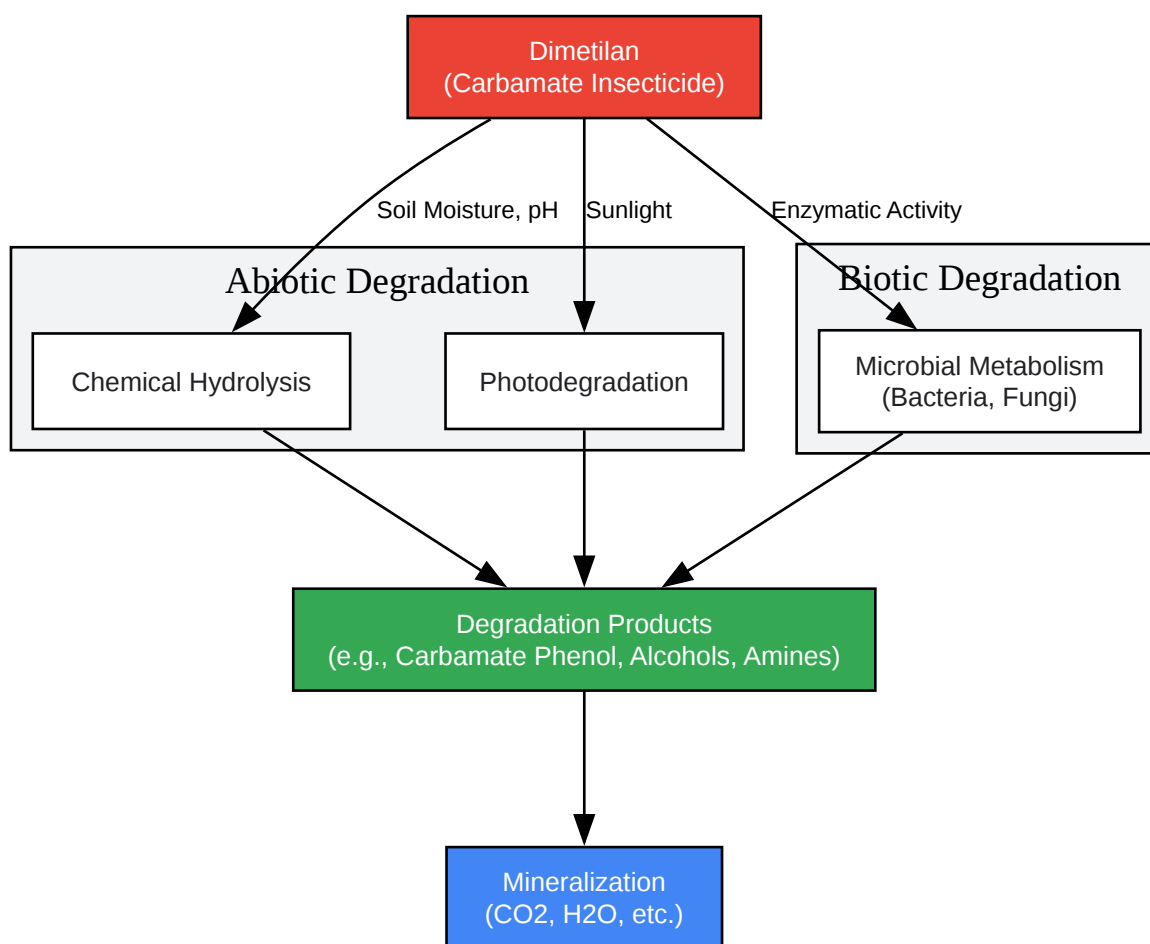 Dimetilan
(Carbamate Insecticide)
Soil Moisture, pH
Sunlight
Enzymatic Activity
Abiotic Degradation
Biotic Degradation
Chemical Hydrolysis
Photodegradation
Microbial Metabolism
(Bacteria, Fungi)
Degradation Products
(e.g., Carbamate Phenol, Alcohols, Amines)
Mineralization
(CO2, H2O, etc.)